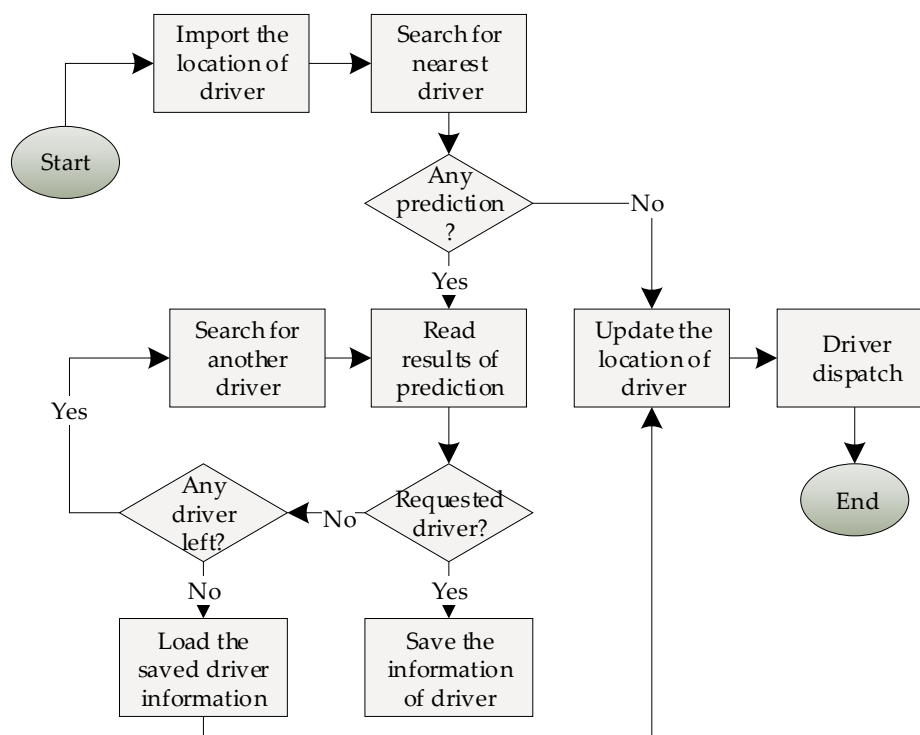 Import the
location of
driver
Search for
nearest
driver
Start
Any
prediction
?
No
Yes
Search for
another
driver
Read
results of
prediction
Update the
location of
driver
Driver
dispatch
Yes
Any
driver
left?
No
Requested
driver?
End
No
Yes
Load the
saved driver
information
Save the
information
of driver